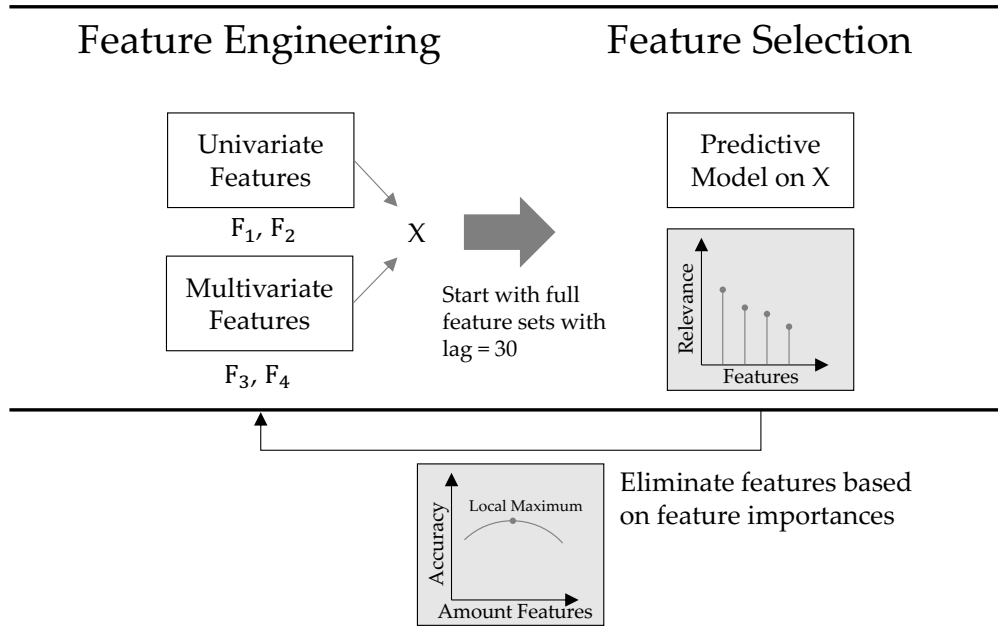 Feature Engineering
Feature Selection
Univariate
Features
F₁, F₂
Multivariate
Features
F₃, F₄
X
Start with full
feature sets with
lag = 30
Predictive
Model on X
Relevance
Features
Eliminate features based
on feature importances
Accuracy
Local Maximum
Amount Features